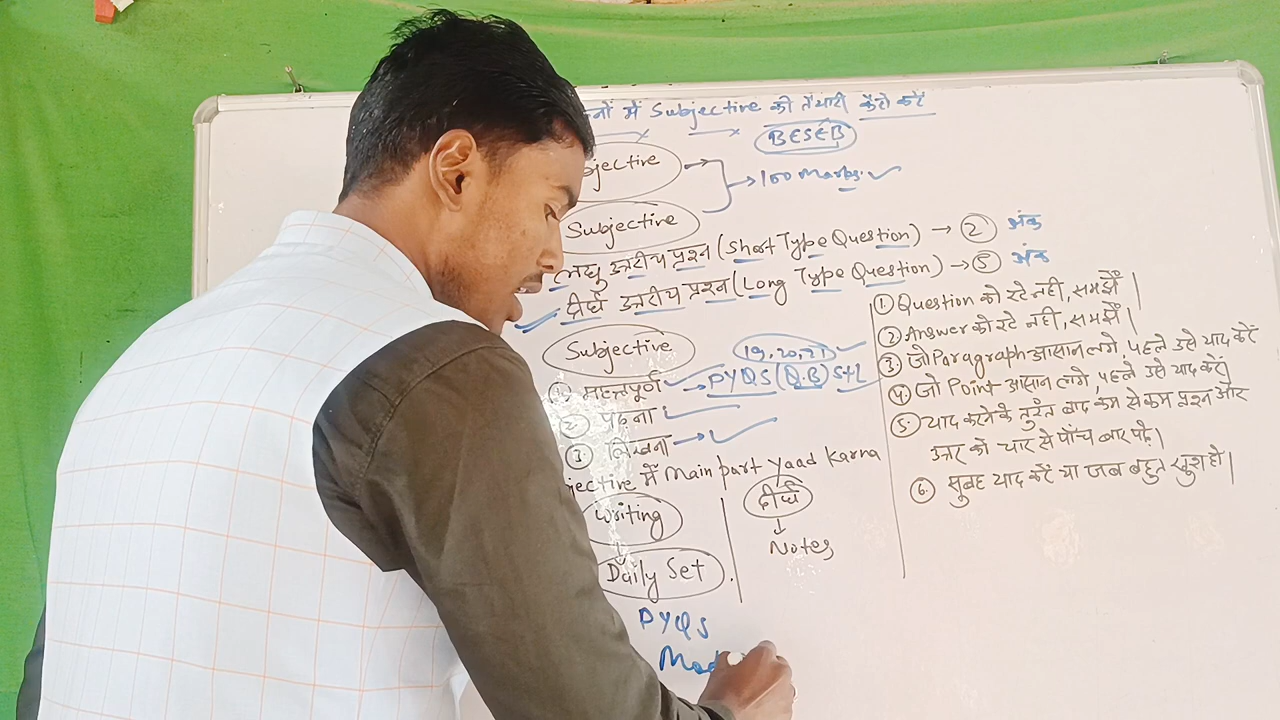 में Subjective की तैयारी कैसे करें
BESEB
→ 100 Marks.
Subjective
लघु उत्तरीय प्रश्न (Short Type Question) → 2 अंक
दीर्घ उत्तरीय प्रश्न (Long Type Question) → 5 अंक
Subjective
19, 20, 21
① महत्वपूर्ण → PYQS (Q.B) S+L
② पढ़ना
③ लिखना →
में Main part yaad Karna
Writing
दीर्घ
↓
Notes
Daily Set
PYQS
① Question को रटे नहीं, समझें।
② Answer को रटे नहीं, समझें।
③ जो Paragraph आसान लगे पहले उसे याद करें
④ जो Point आसान लगे, पहले उसे याद करें
⑤ याद करने के तुरंत बाद कम से कम प्रश्न और
उत्तर को चार से पाँच बार पढ़ें।
⑥ सुबह याद करें या जब बहुत खुश हो।